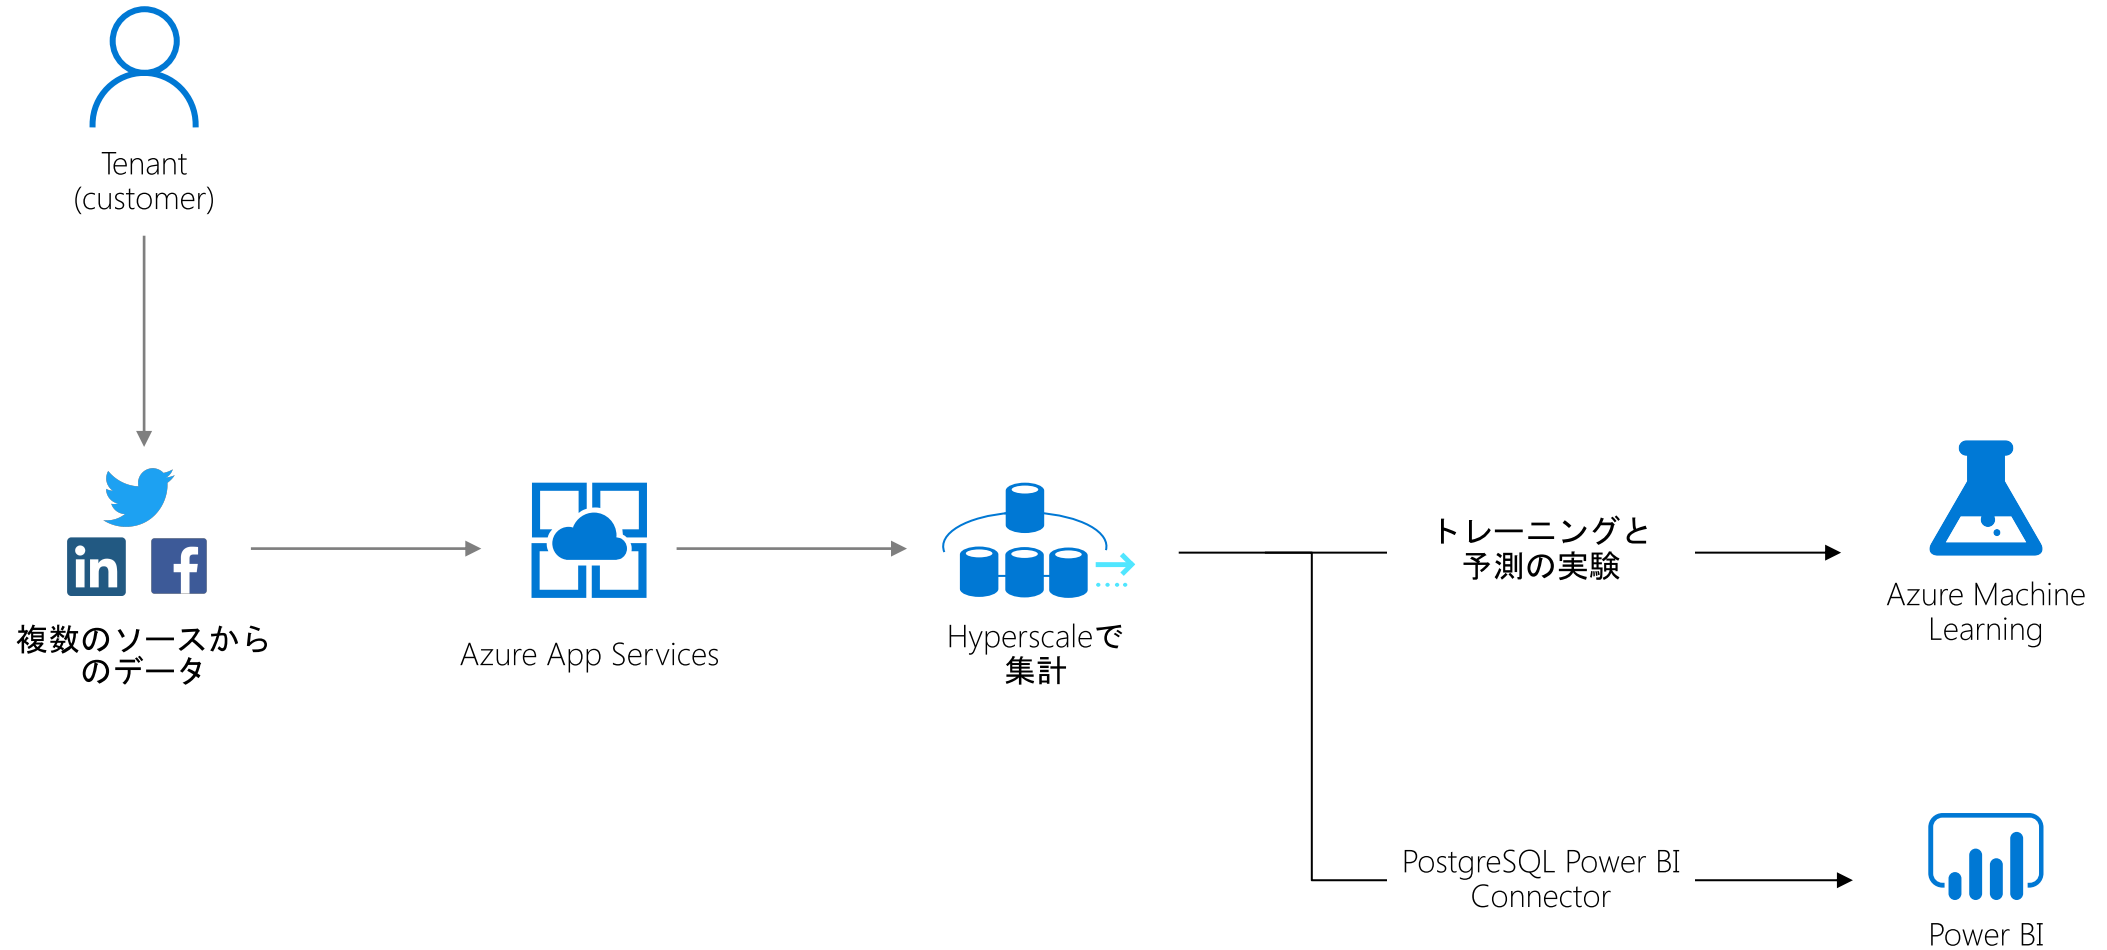 Tenant
(customer)
in
f
複数のソースから
のデータ
Azure App Services
Hyperscaleで
集計
トレーニングと
予測の実験
Azure Machine
Learning
PostgreSQL Power BI
Connector
Power BI